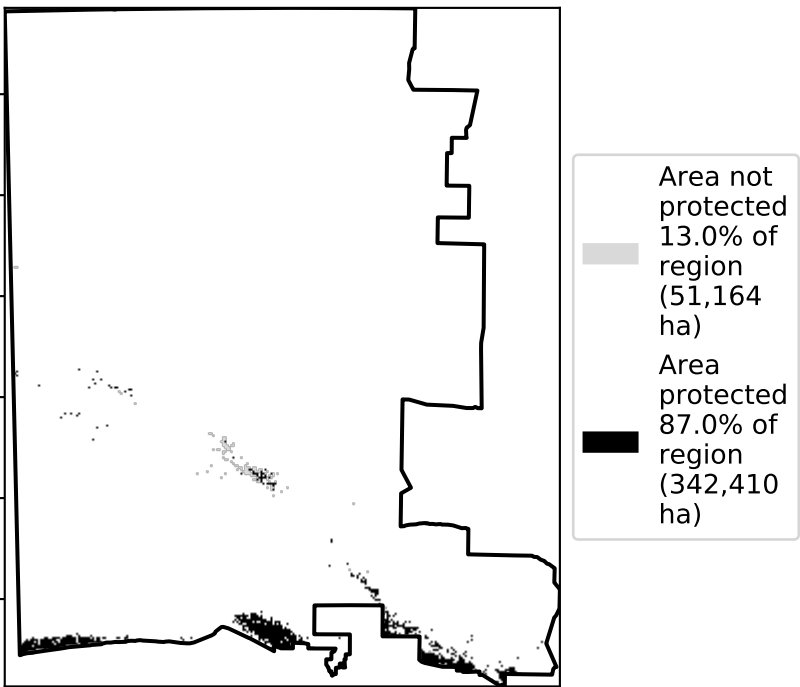 Area not
protected
13.0% of
region
(51,164
ha)
Area
protected
87.0% of
region
(342,410
ha)